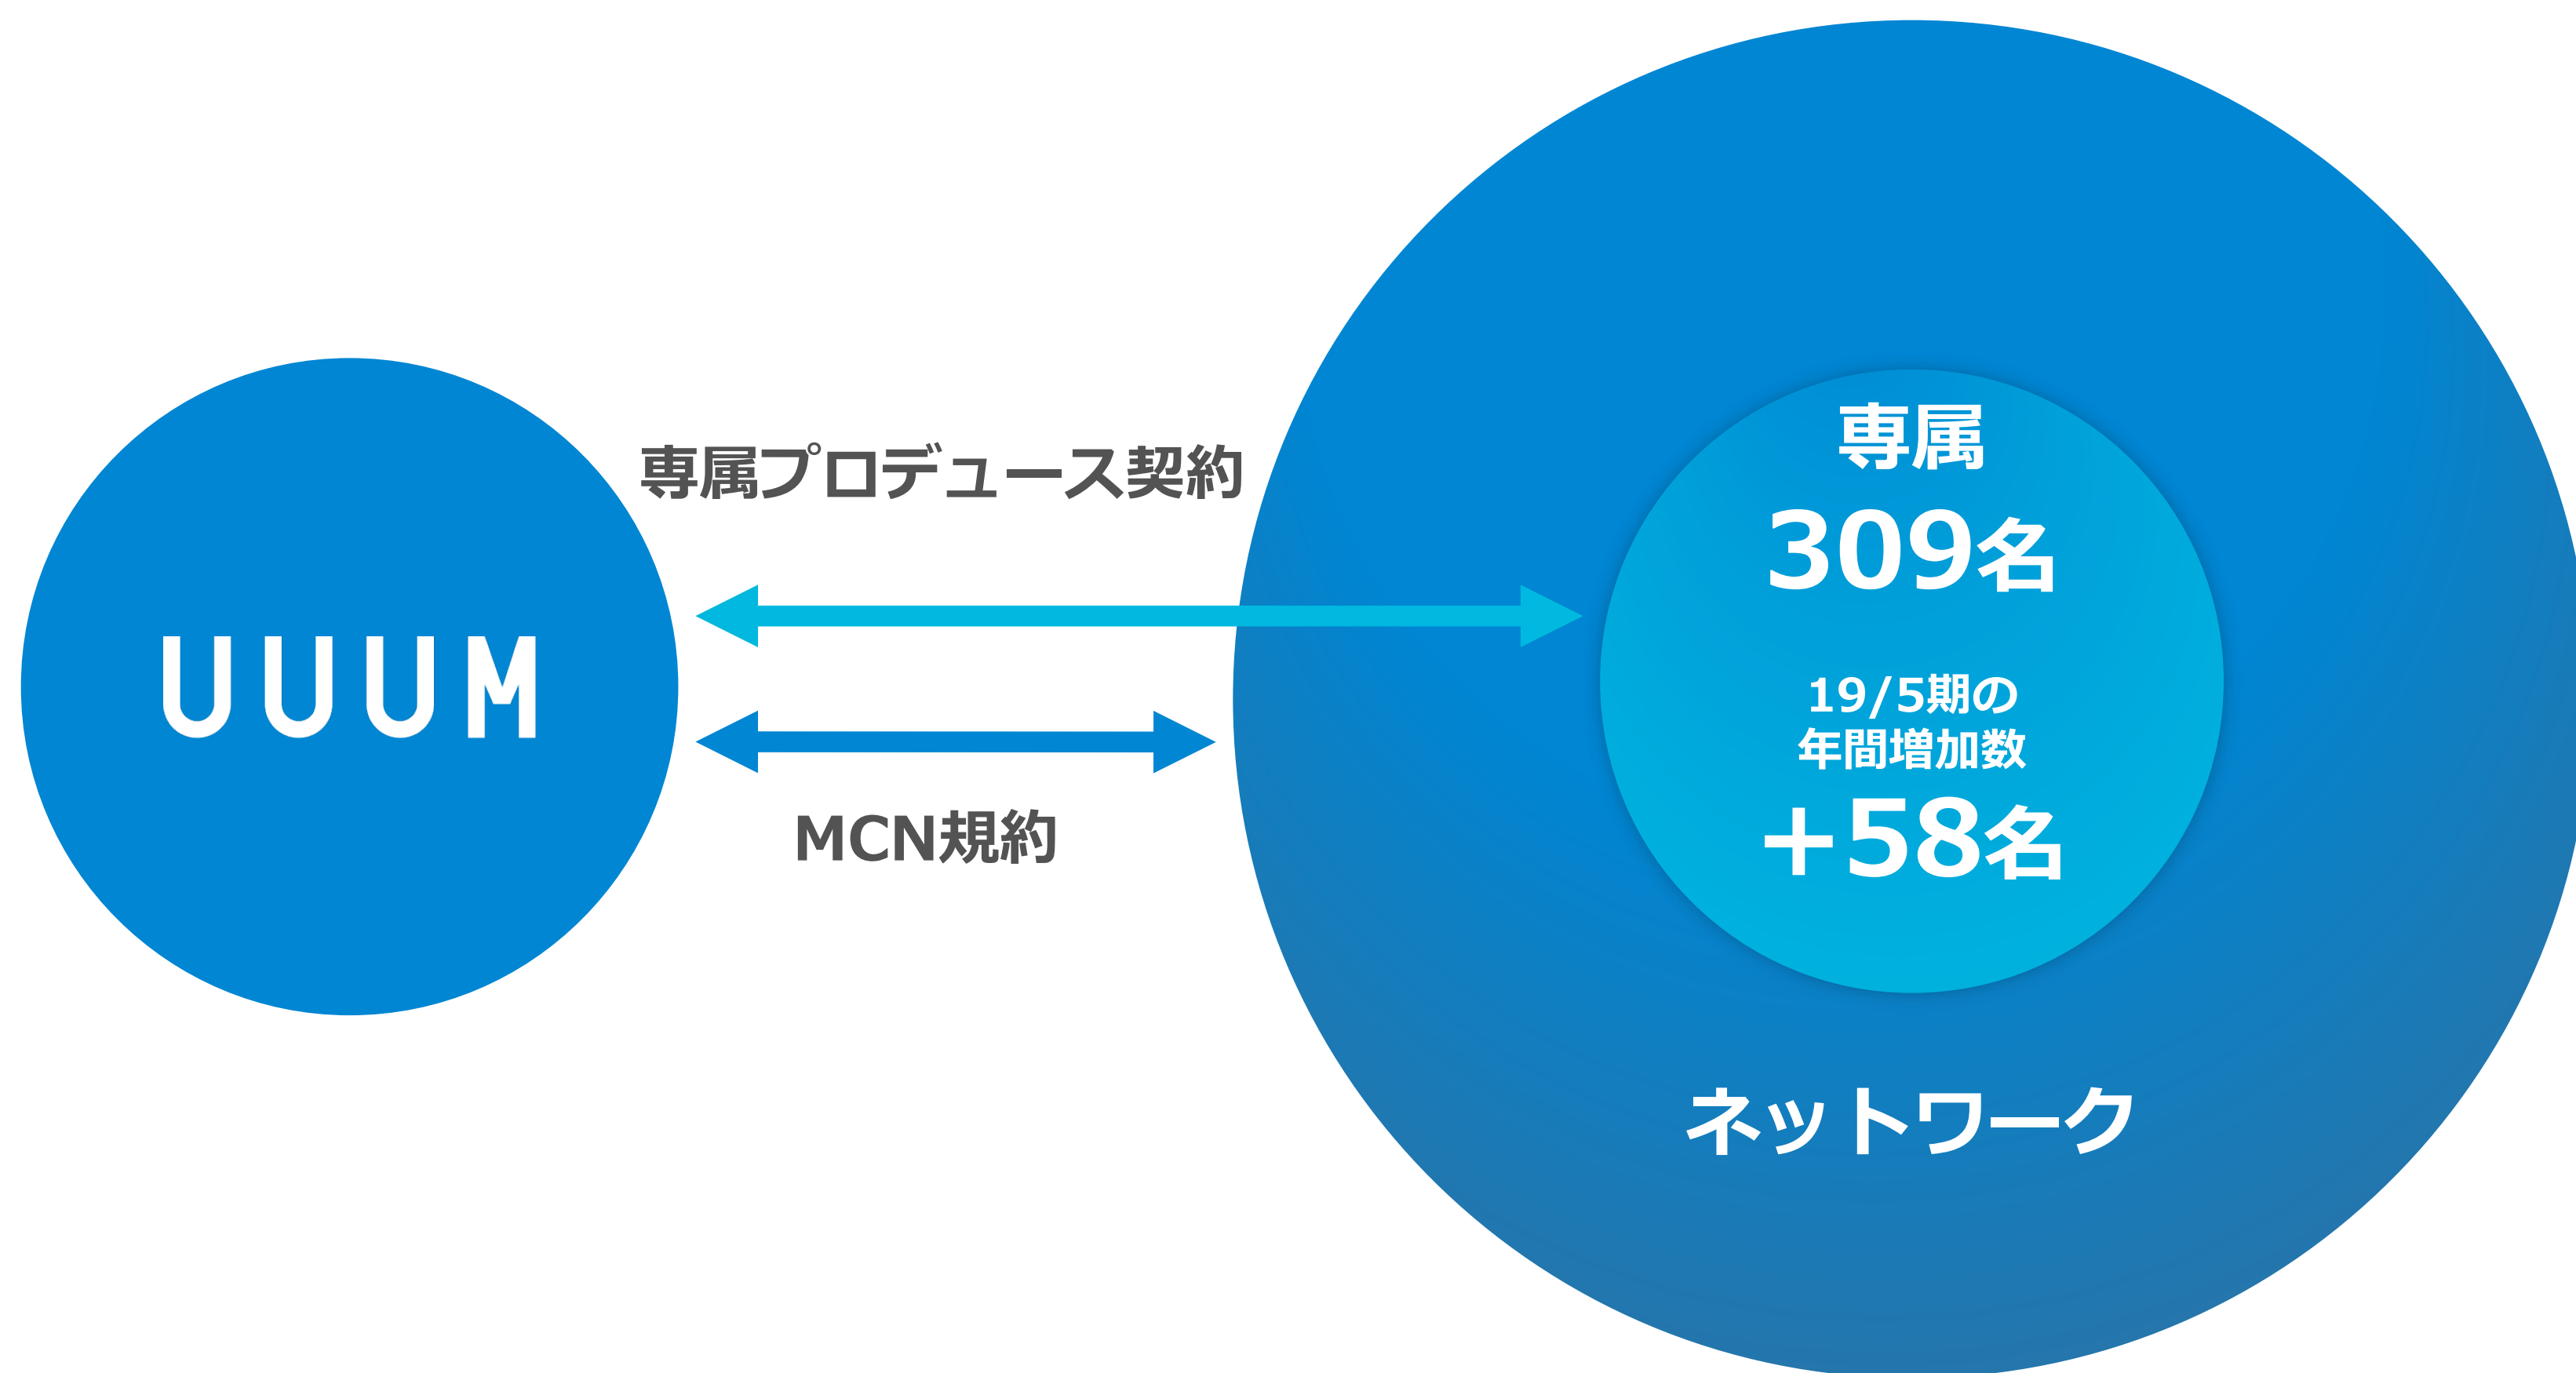 UUUM
専属プロデュース契約
MCN規約
専属
309名
19/5期の
年間増加数
+58名
ネットワーク